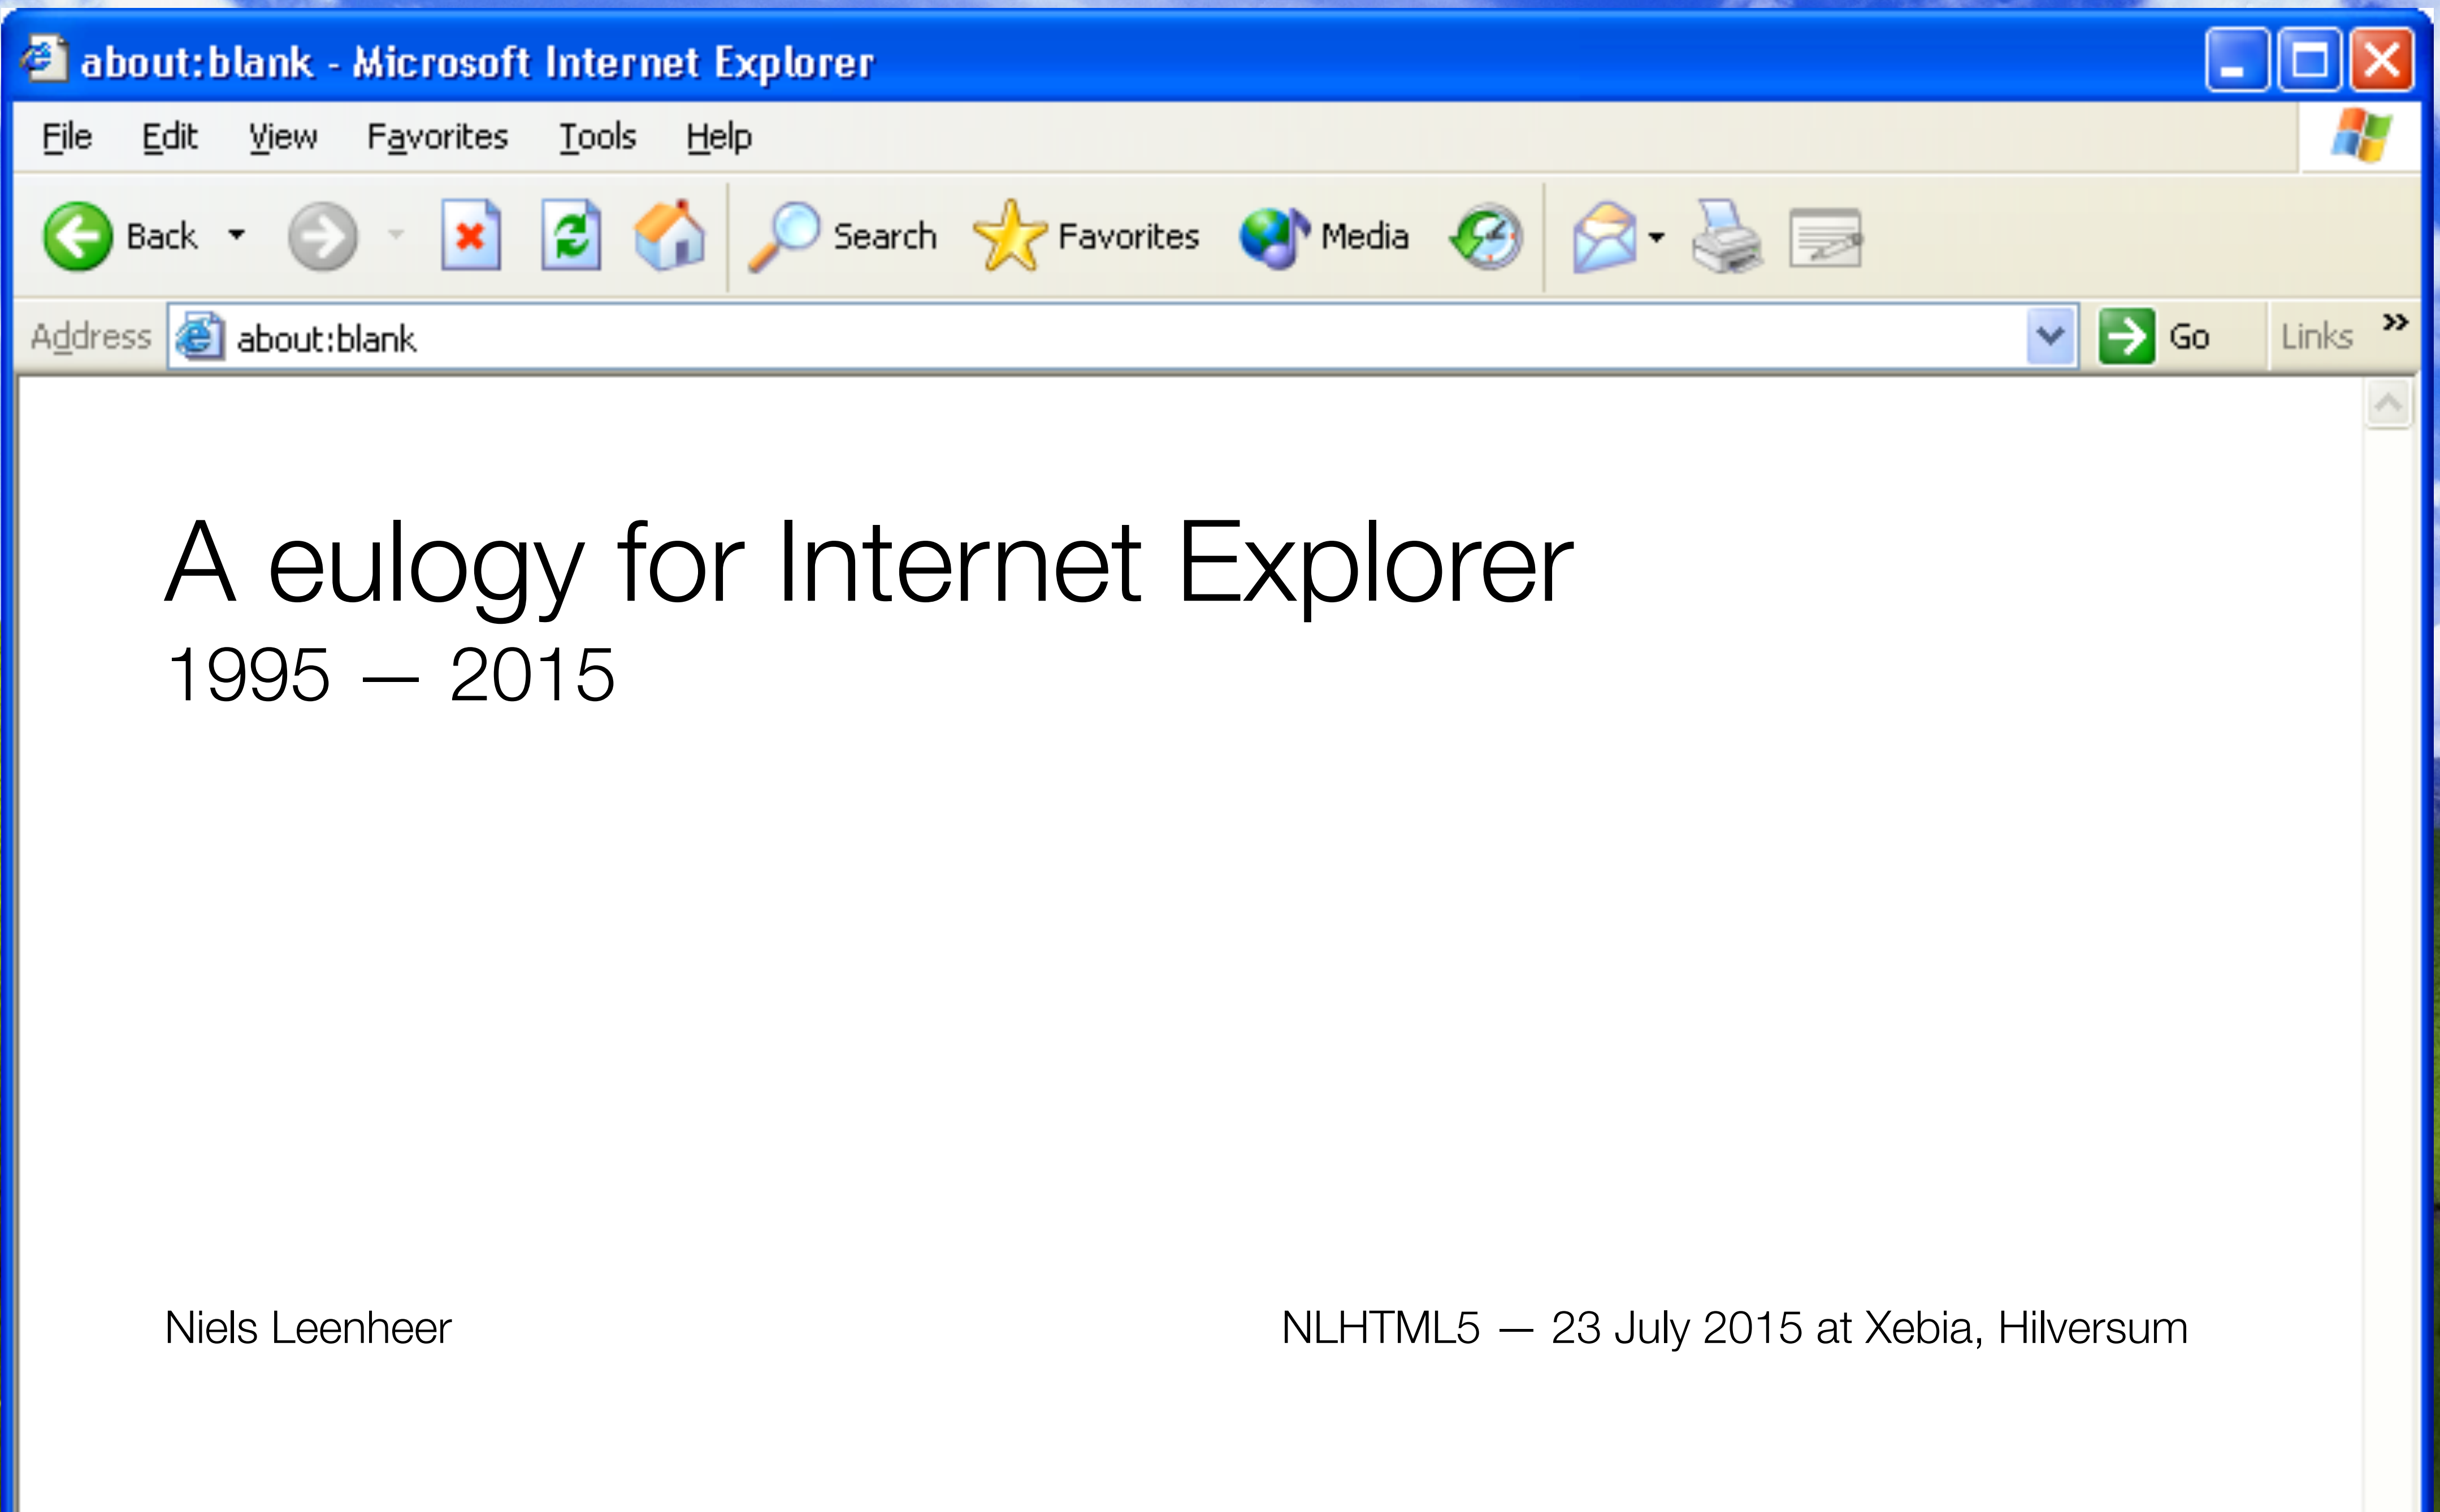 about:blank - Microsoft Internet Explorer
File Edit View Favorites Tools Help
Back Search Favorites Media
Address about:blank Go Links »
A eulogy for Internet Explorer
1995 — 2015
Niels Leenheer NLHTML5 — 23 July 2015 at Xebia, Hilversum